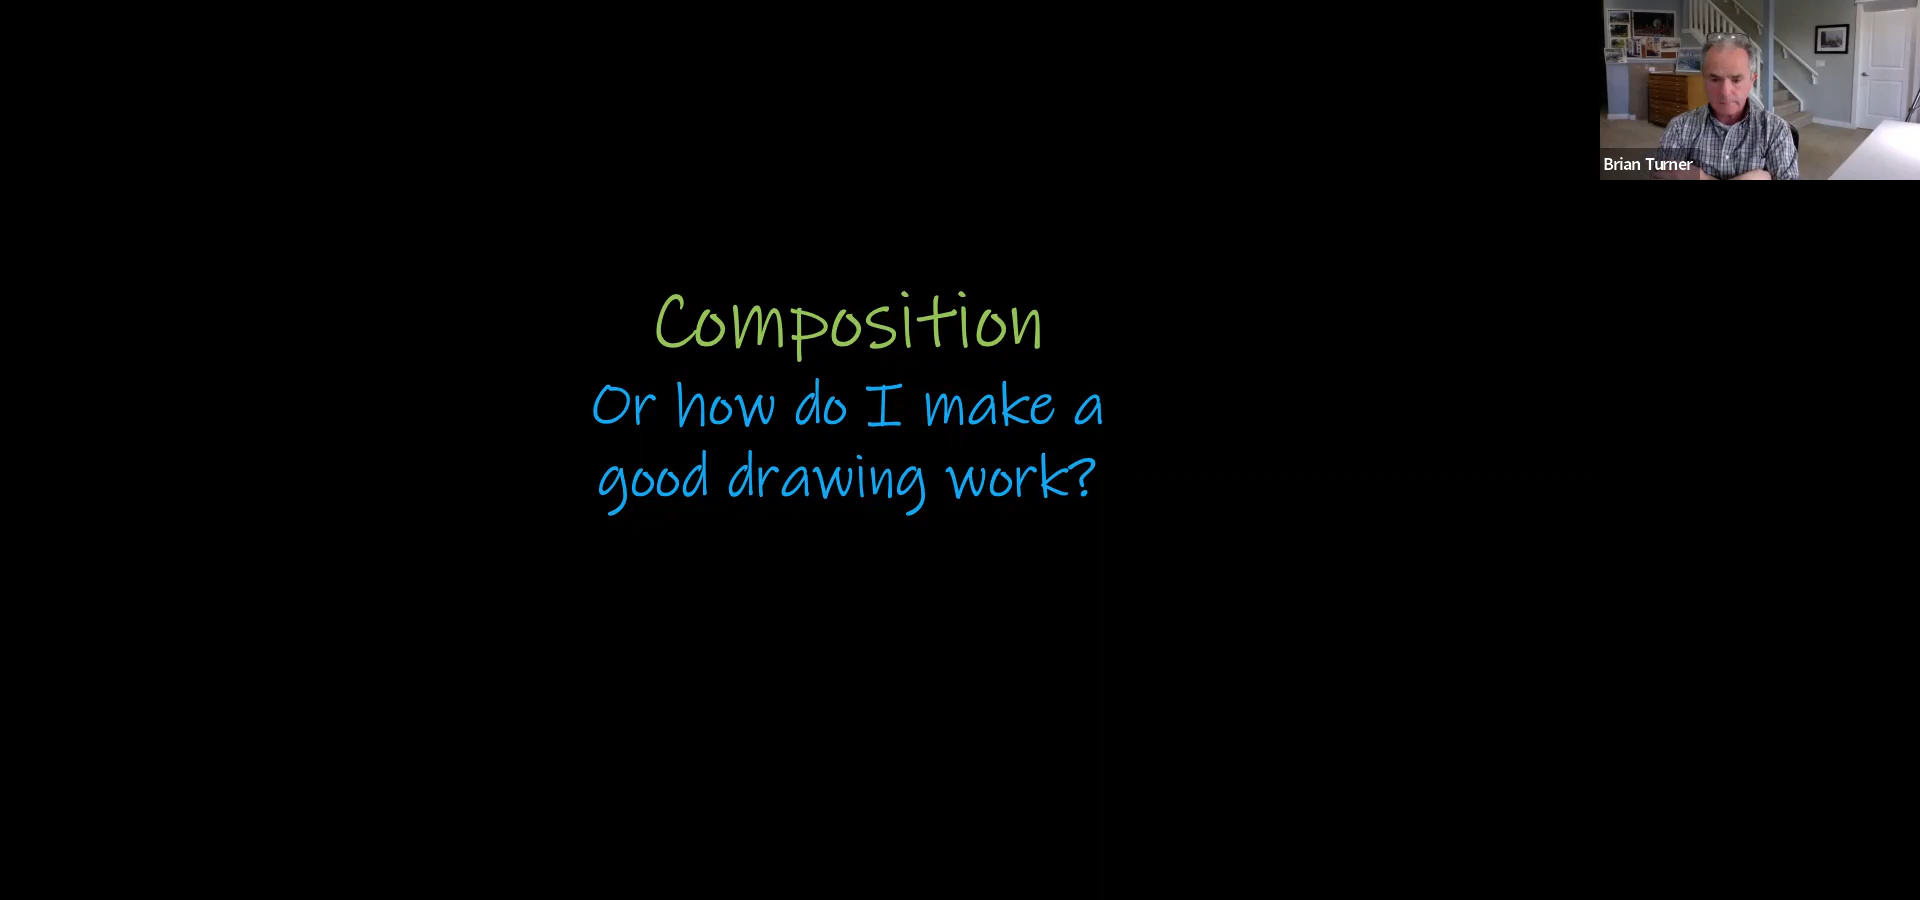 Composition
Or how do I make a
good drawing work?
Brian Turner